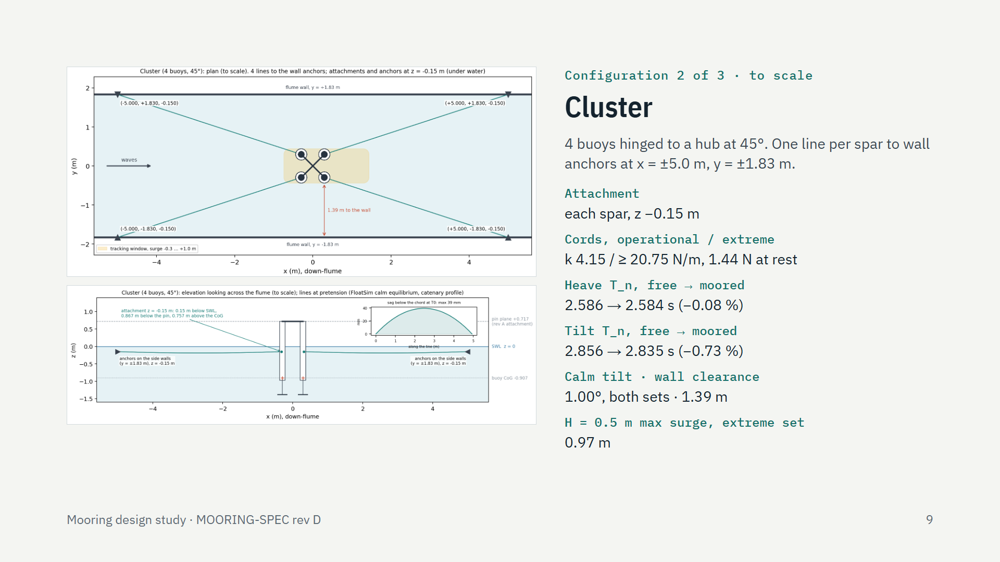 Cluster (4 buoys, 45°): plan (to scale). 4 lines to the wall anchors; attachments and anchors at z = -0.15 m (under water)
flume wall, y = +1.83 m
(-5.000, +1.830, -0.150)
(+5.000, +1.830, -0.150)
waves
1.39 m to the wall
(-5.000, -1.830, -0.150)
(+5.000, -1.830, -0.150)
flume wall, y = -1.83 m
tracking window, surge -0.3 ... +1.0 m
2
1
0
−1
−2
y (m)
−4
−2
0
2
4
x (m), down-flume
Cluster (4 buoys, 45°): elevation looking across the flume (to scale); lines at pretension (FloatSim calm equilibrium, catenary profile)
attachment z = -0.15 m: 0.15 m below SWL,
0.867 m below the pin, 0.757 m above the CoG
sag below the chord at T0: max 39 mm
40
20
0
mm
0
1
2
3
4
5
along the line (m)
pin plane +0.717
(rev A attachment)
SWL z = 0
anchors on the side walls
(y = ±1.83 m), z = -0.15 m
anchors on the side walls
(y = ±1.83 m), z = -0.15 m
buoy CoG -0.907
1.0
0.5
0.0
−0.5
−1.0
−1.5
z (m)
−4
−2
0
2
4
x (m), down-flume
Configuration 2 of 3 · to scale
Cluster
4 buoys hinged to a hub at 45°. One line per spar to wall
anchors at x = ±5.0 m, y = ±1.83 m.
Attachment
each spar, z −0.15 m
Cords, operational / extreme
k 4.15 / ≥ 20.75 N/m, 1.44 N at rest
Heave T_n, free → moored
2.586 → 2.584 s (−0.08 %)
Tilt T_n, free → moored
2.856 → 2.835 s (−0.73 %)
Calm tilt · wall clearance
1.00°, both sets · 1.39 m
H = 0.5 m max surge, extreme set
0.97 m
Mooring design study · MOORING-SPEC rev D
9